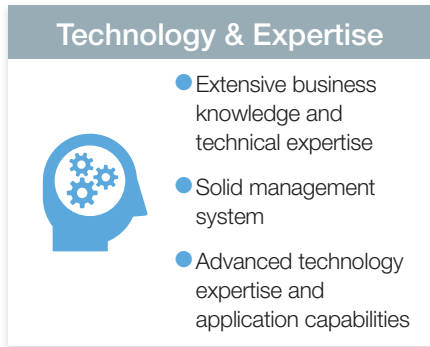 Technology & Expertise
● Extensive business
knowledge and
technical expertise
● Solid management
system
● Advanced technology
expertise and
application capabilities